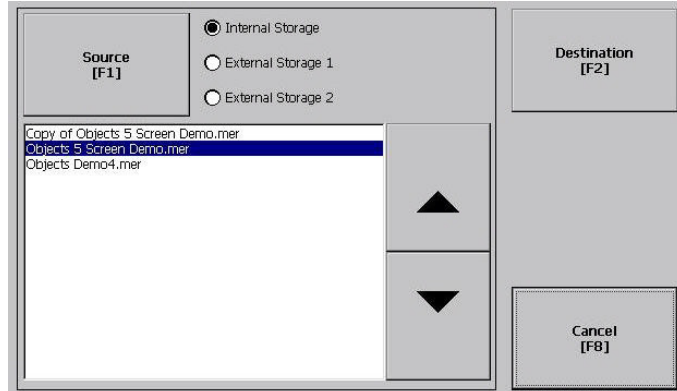 Source
[F1]
Internal Storage
External Storage 1
External Storage 2
Destination
[F2]
Copy of Objects 5 Screen Demo.mer
Objects 5 Screen Demo.mer
Objects Demo4.mer
Cancel
[F8]